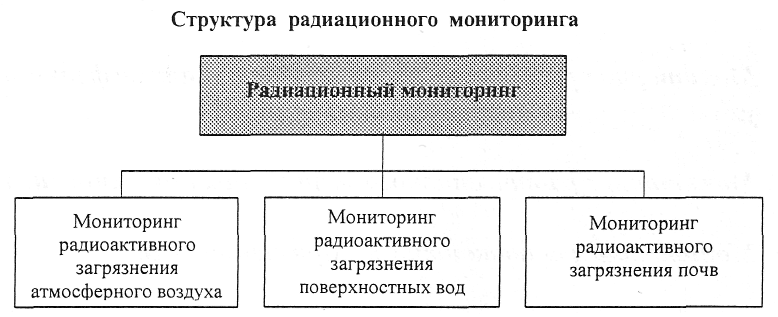 Структура радиационного мониторинга
Радиационный мониторинг
Мониторинг
радиоактивного
загрязнения
атмосферного воздуха
Мониторинг
радиоактивного
загрязнения
поверхностных вод
Мониторинг
радиоактивного
загрязнения почв